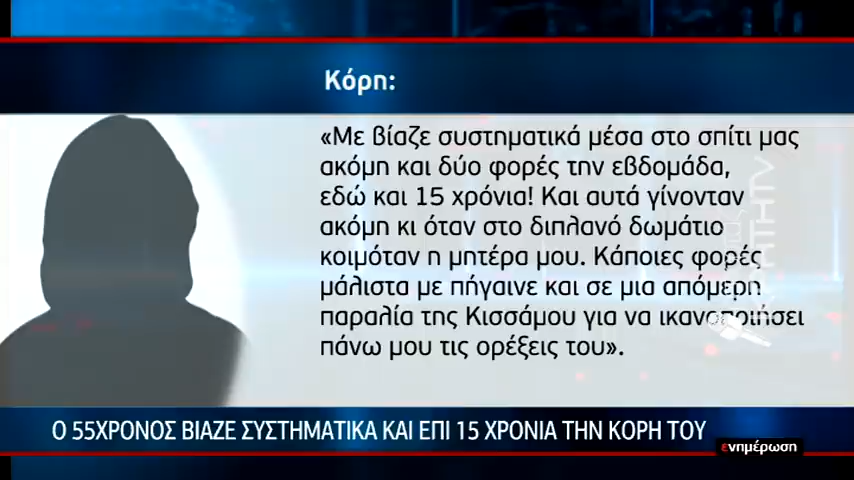 Κόρη:
«Με βίαζε συστηματικά μέσα στο σπίτι μας
ακόμη και δύο φορές την εβδομάδα,
εδώ και 15 χρόνια! Και αυτά γίνονταν
ακόμη κι όταν στο διπλανό δωμάτιο
κοιμόταν η μητέρα μου. Κάποιες φορές
μάλιστα με πήγαινε και σε μια απόμερη
παραλία της Κισσάμου για να ικανοποιήσει
πάνω μου τις ορέξεις του».
Ο 55ΧΡΟΝΟΣ ΒΙΑΖΕ ΣΥΣΤΗΜΑΤΙΚΑ ΚΑΙ ΕΠΙ 15 ΧΡΟΝΙΑ ΤΗΝ ΚΟΡΗ ΤΟΥ
ενημέρωση